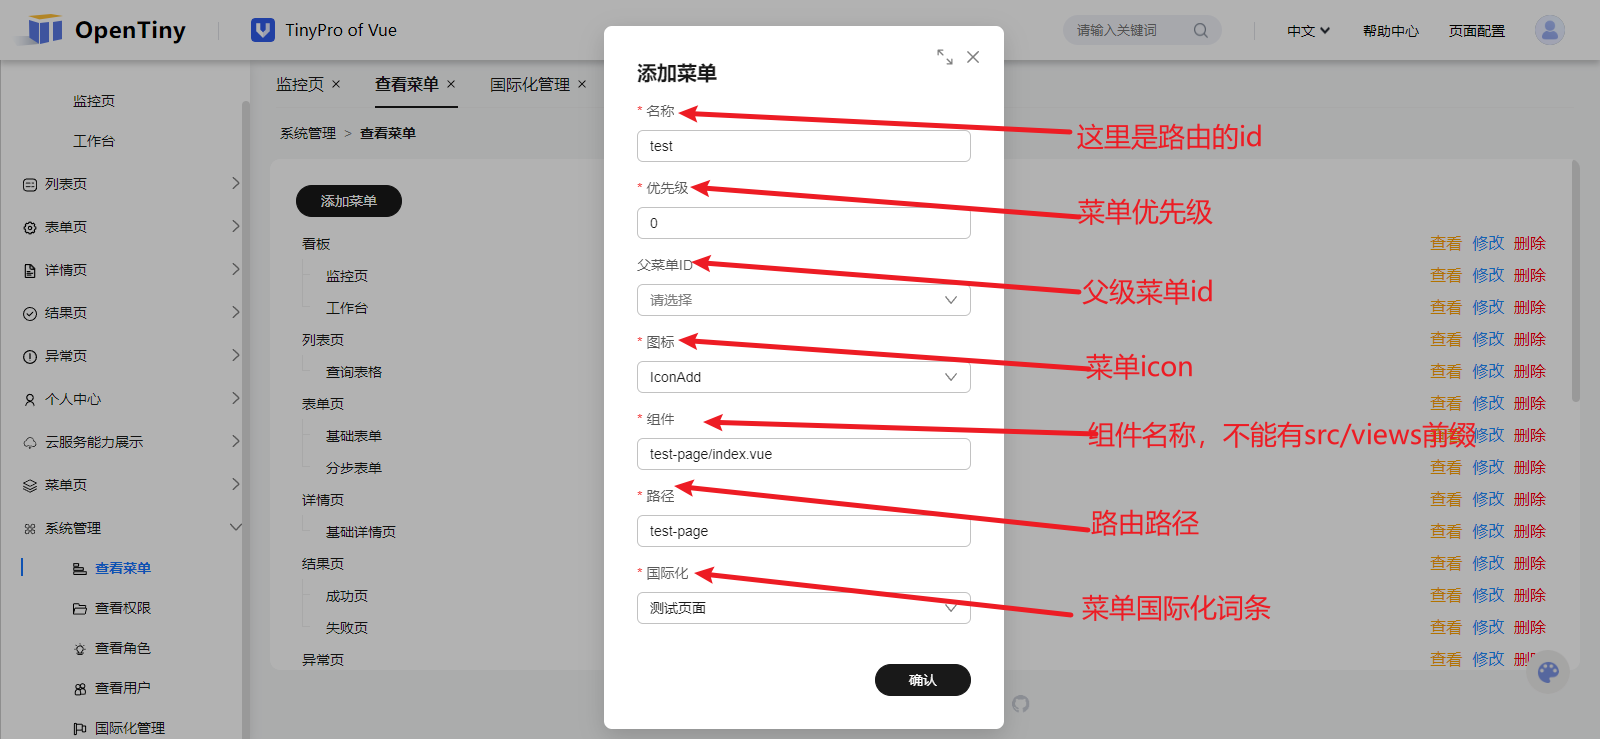 OpenTiny
TinyPro of Vue
请输入关键词
中文
帮助中心
页面配置
监控页
工作台
列表页
表单页
详情页
结果页
异常页
个人中心
云服务能力展示
菜单页
系统管理
查看菜单
查看权限
查看角色
查看用户
国际化管理
监控页 ×
查看菜单 ×
国际化管理 ×
系统管理 > 查看菜单
添加菜单
看板
监控页
工作台
列表页
查询表格
表单页
基础表单
分步表单
详情页
基础详情页
结果页
成功页
失败页
异常页
添加菜单
* 名称
test
* 优先级
0
父菜单ID
请选择
* 图标
IconAdd
* 组件
test-page/index.vue
* 路径
test-page
* 国际化
测试页面
确认
这里是路由的id
菜单优先级
父级菜单id
菜单icon
组件名称，不能有src/views前缀
路由路径
菜单国际化词条
查看 修改 删除
查看 修改 删除
查看 修改 删除
查看 修改 删除
查看 修改 删除
查看 修改 删除
修改 删除
查看 修改 删除
查看 修改 删除
查看 修改 删除
查看 修改 删除
查看 修改 删除
查看 修改 删除
查看 修改 删